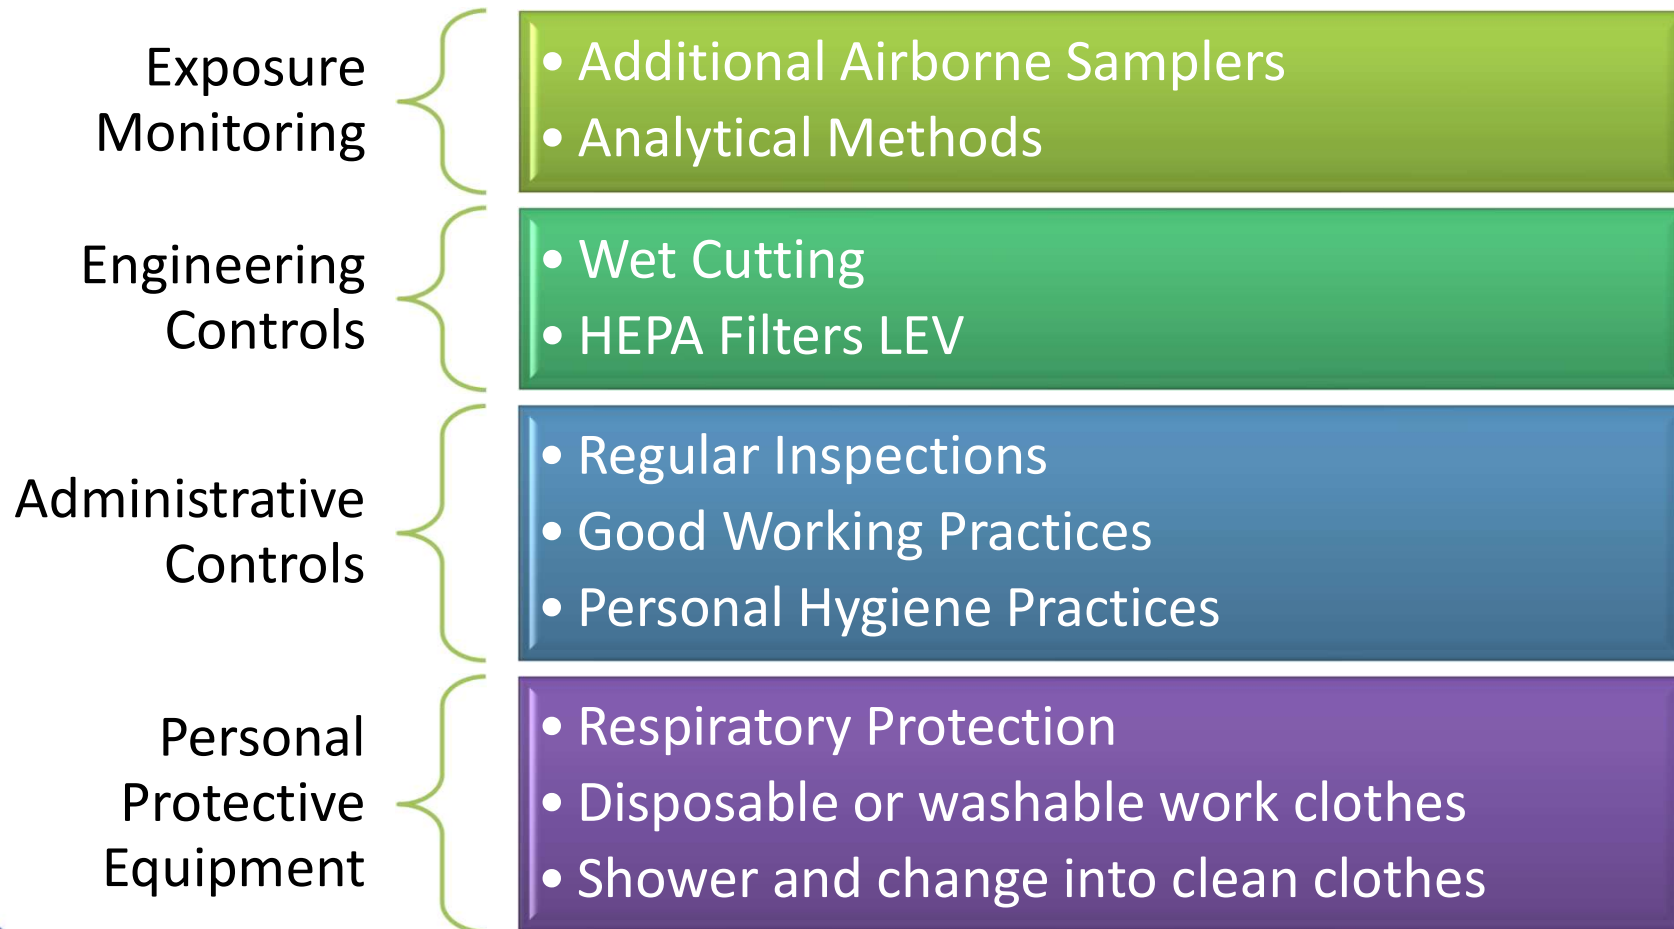 Exposure
Monitoring
• Additional Airborne Samplers
• Analytical Methods
Engineering
Controls
• Wet Cutting
• HEPA Filters LEV
Administrative
Controls
• Regular Inspections
• Good Working Practices
• Personal Hygiene Practices
Personal
Protective
Equipment
• Respiratory Protection
• Disposable or washable work clothes
• Shower and change into clean clothes